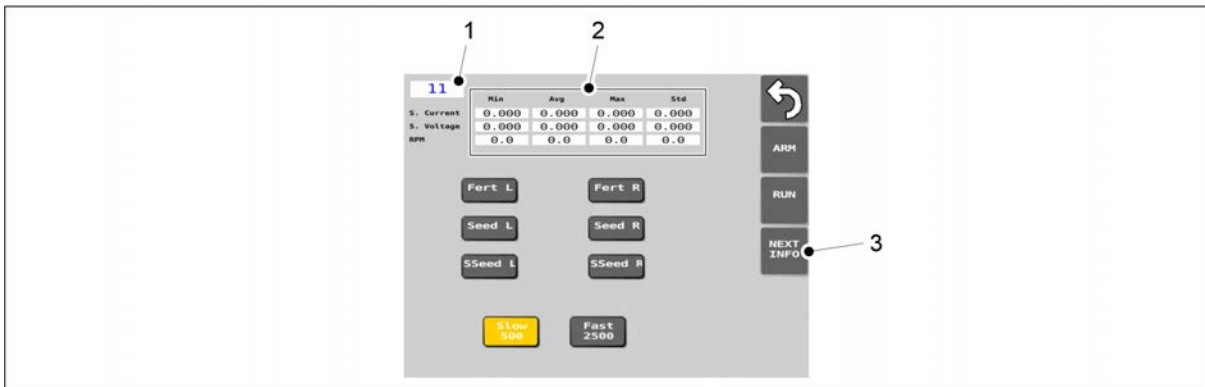 1 2
11
Min Avg Max Std
S. Current 0.000 0.000 0.000 0.000
S. Voltage 0.000 0.000 0.000 0.000
RPM 0.0 0.0 0.0 0.0
ARM
Fert L Fert R RUN
Seed L Seed R
NEXT
INFO 3
SSeed L SSeed R
Slow Fast
500 2500